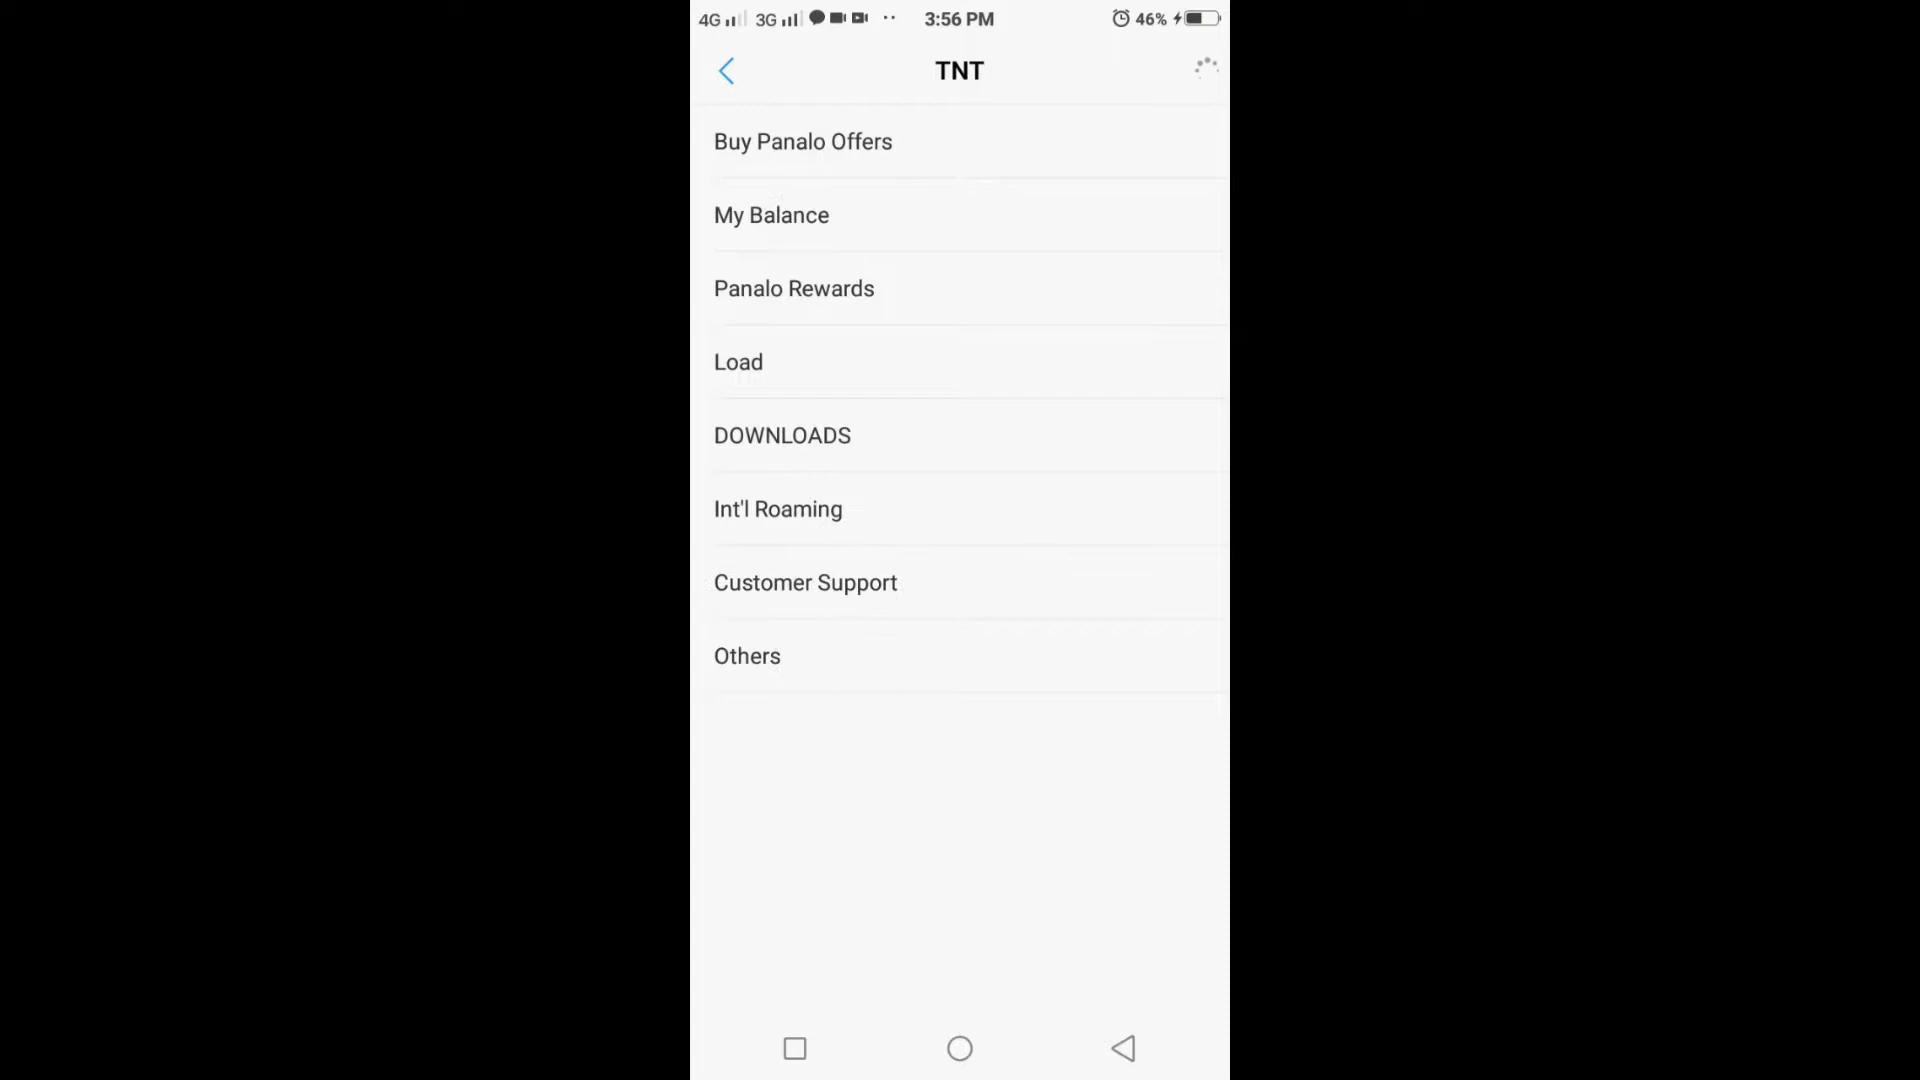 4G 3G 3:56 PM 46%
TNT
Buy Panalo Offers
My Balance
Panalo Rewards
Load
DOWNLOADS
Int'l Roaming
Customer Support
Others